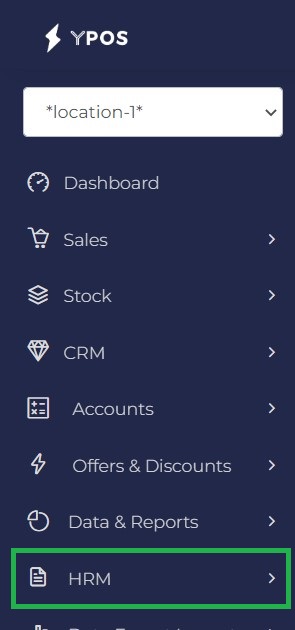 YPOS
*location-1*
Dashboard
Sales
Stock
CRM
Accounts
Offers & Discounts
Data & Reports
HRM